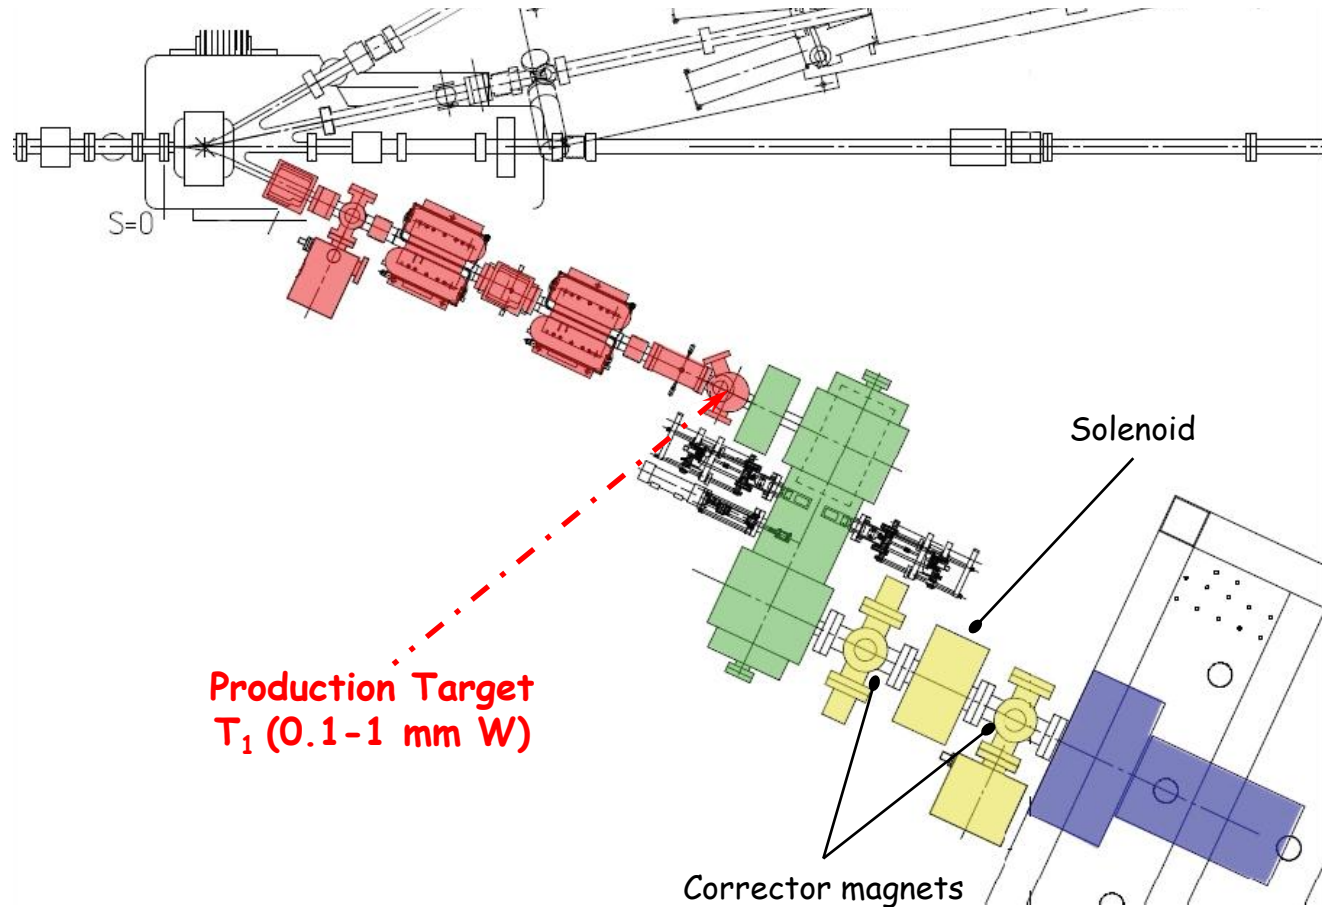 S=0
Solenoid
Production Target
T₁ (0.1-1 mm W)
Corrector magnets